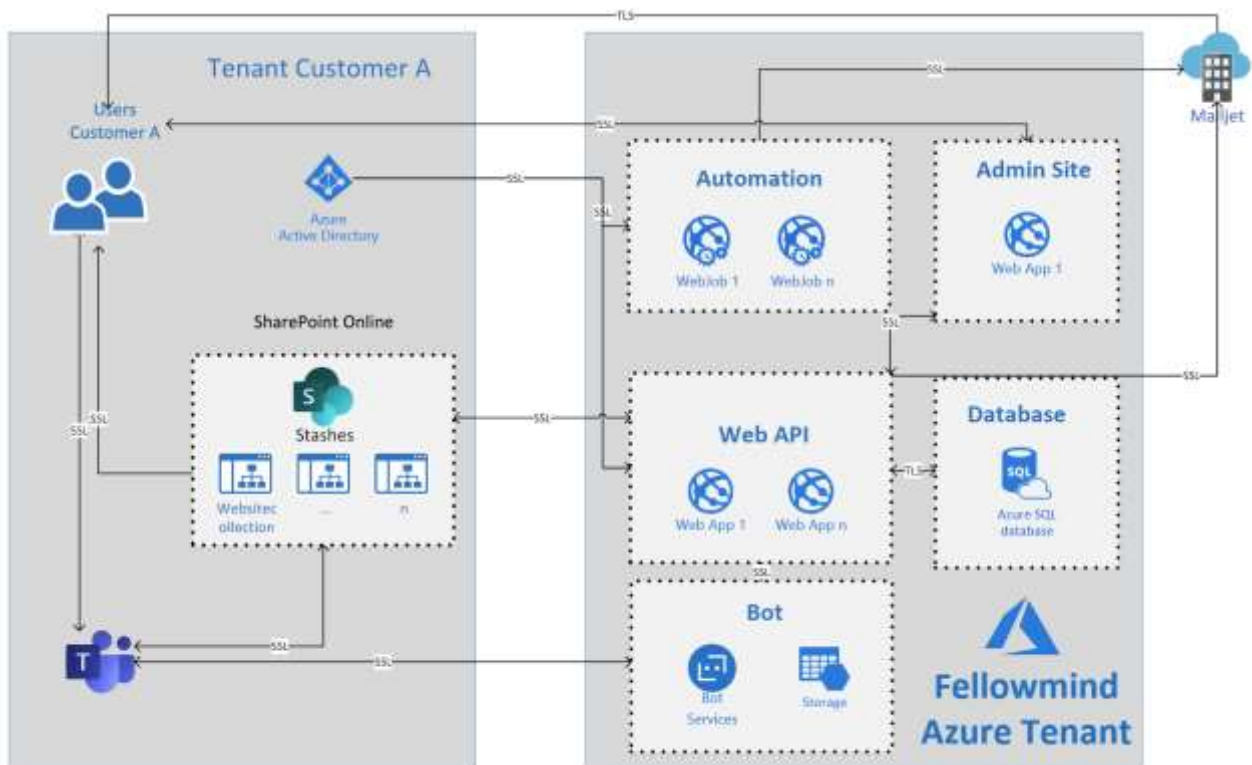 TLS
Tenant Customer A
Users
Customer A
SSL
SSL
Mailjet
Automation
Admin Site
SSL
Azure
Active Directory
SSL
WebJob 1
WebJob n
Web App 1
SharePoint Online
SSL
S
Stashes
SSL
Database
SSL
SSL
SSL
Web API
Websitec
ollection
...
n
Web App 1
Web App n
TLS
SQL
Azure SQL
database
SSL
Bot
T
SSL
SSL
Bot
Services
Storage
Fellowmind
Azure Tenant